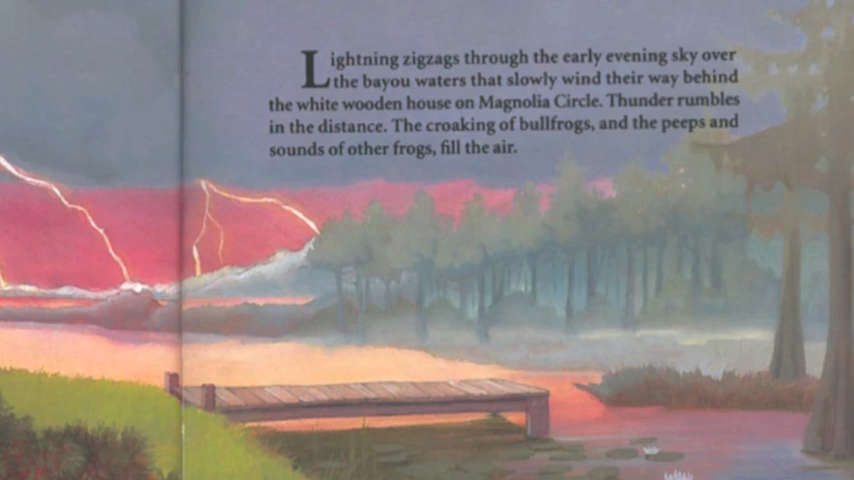 Lightning zigzags through the early evening sky over
the bayou waters that slowly wind their way behind
the white wooden house on Magnolia Circle. Thunder rumbles
in the distance. The croaking of bullfrogs, and the peeps and
sounds of other frogs, fill the air.